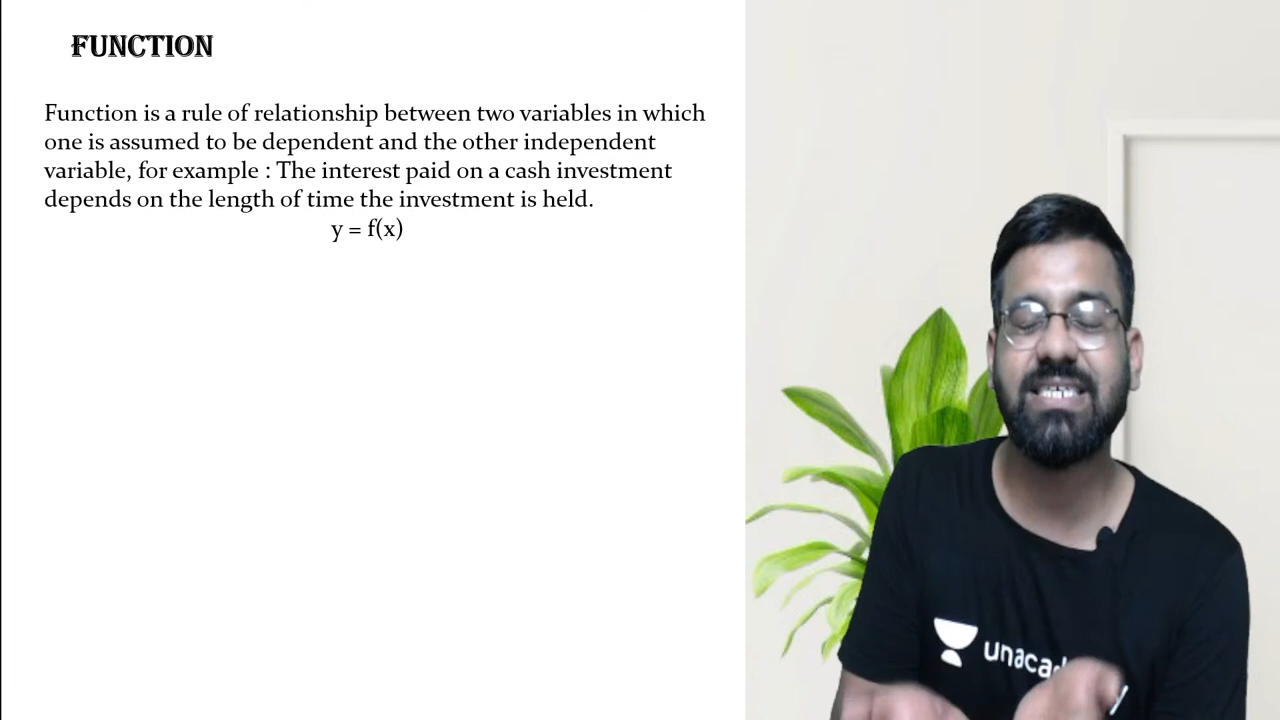 FUNCTION
Function is a rule of relationship between two variables in which
one is assumed to be dependent and the other independent
variable, for example : The interest paid on a cash investment
depends on the length of time the investment is held.
y = f(x)